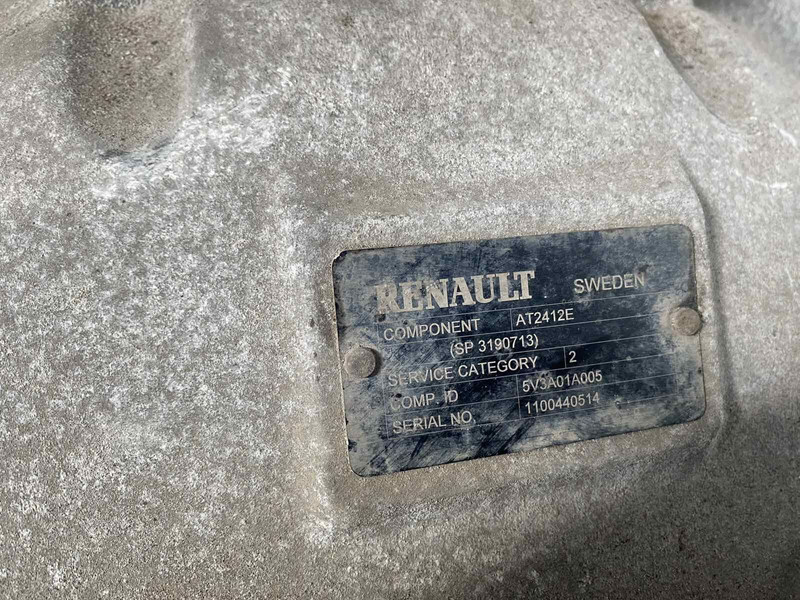 RENAULT SWEDEN
COMPONENT AT2412E
(SP 3190713)
SERVICE CATEGORY 2
COMP. ID 5V3A01A005
SERIAL NO. 1100440514